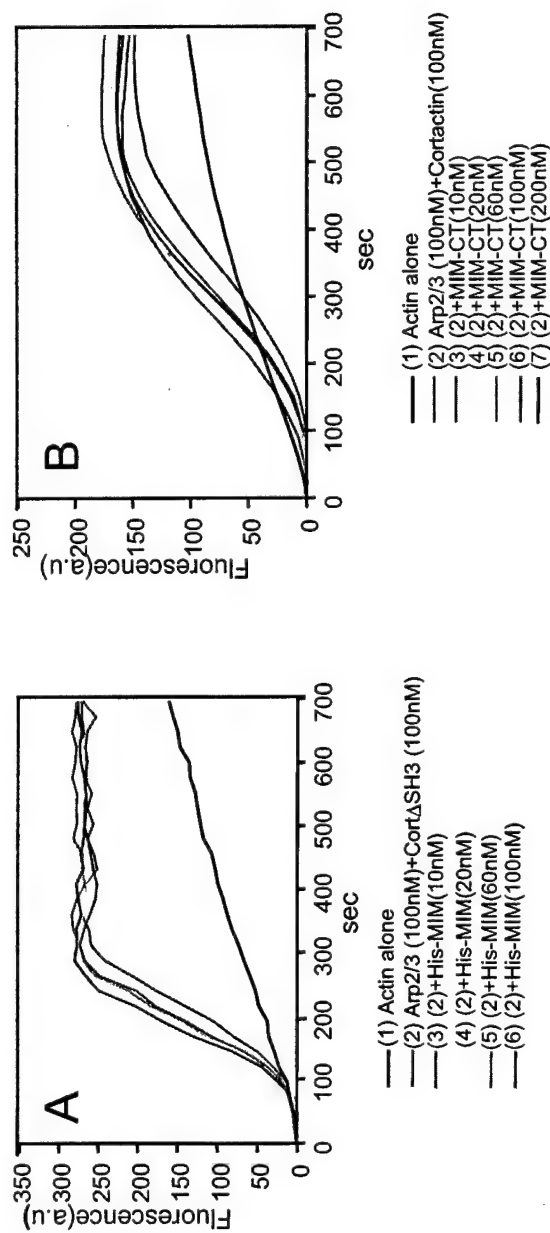 A
Fluorescence(a.u)
350
300
250
200
150
100
50
0
0 100 200 300 400 500 600 700
sec
(1) Actin alone
(2) Arp2/3 (100nM)+Cort∆SH3 (100nM)
(3) (2)+His-MIM(10nM)
(4) (2)+His-MIM(20nM)
(5) (2)+His-MIM(60nM)
(6) (2)+His-MIM(100nM)
B
Fluorescence(a.u)
250
200
150
100
50
0
0 100 200 300 400 500 600 700
sec
(1) Actin alone
(2) Arp2/3 (100nM)+Cortactin(100nM)
(3) (2)+MIM-CT(10nM)
(4) (2)+MIM-CT(20nM)
(5) (2)+MIM-CT(60nM)
(6) (2)+MIM-CT(100nM)
(7) (2)+MIM-CT(200nM)